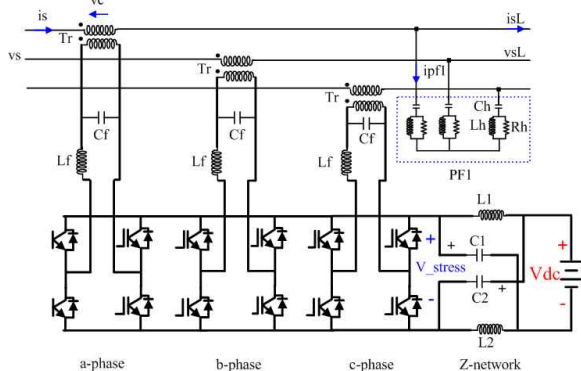 is
vc
isL
Tr
vs
vsL
Tr
ipf1
Tr
Cf
Cf
Cf
Ch
Lh
Rh
Lf
Lf
Lf
PF1
L1
+
+
C1
+
V_stress
Vdc
C2
+
-
-
L2
a-phase
b-phase
c-phase
Z-network